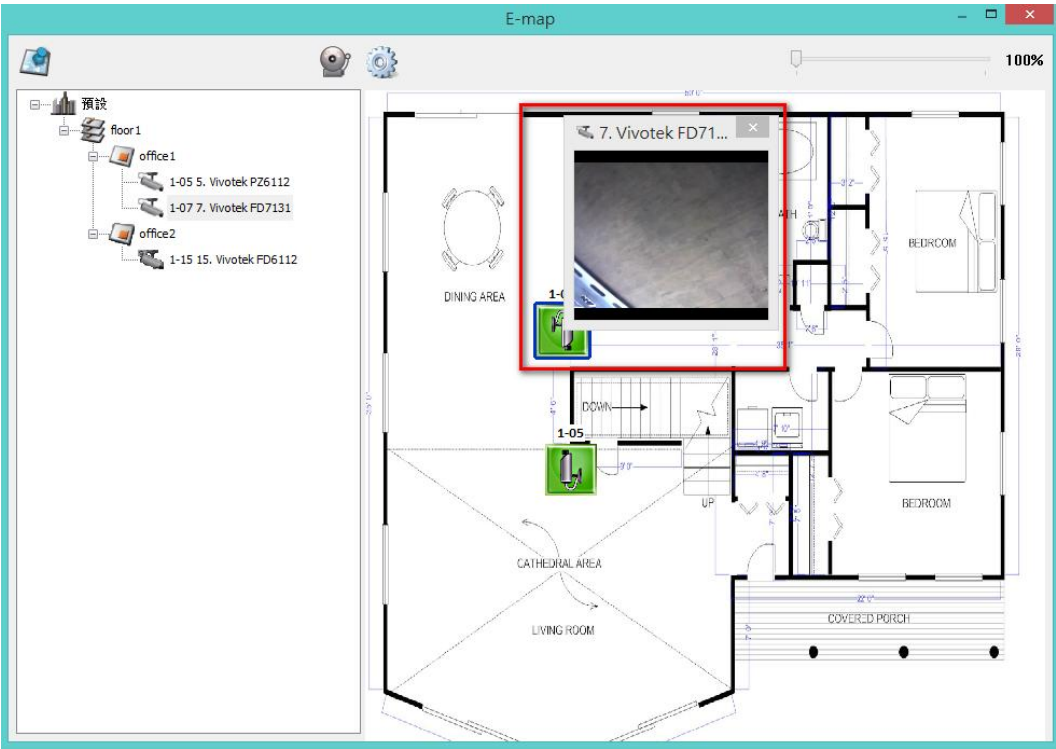 E-map
100%
預設
floor1
office1
1-05 5. Vivotek PZ6112
1-07 7. Vivotek FD7131
office2
1-15 15. Vivotek FD6112
7. Vivotek FD71...
BEDROOM
DINING AREA
DOWN
1-05
UP
BEDROOM
CATHEDRAL AREA
LIVING ROOM
COVERED PORCH